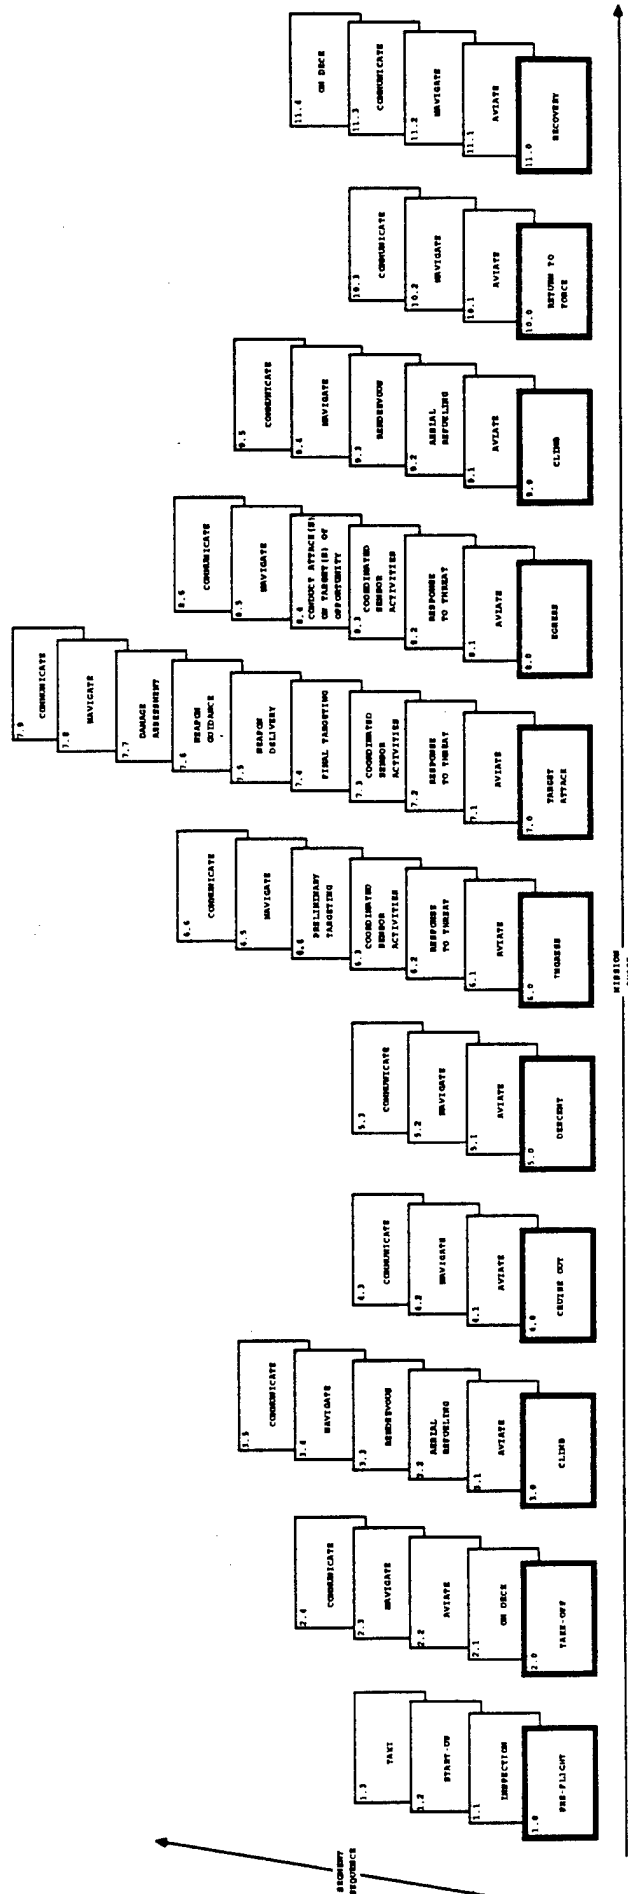 SEGMENT
SEQUENCE
1.3
TAXI
1.2
START-UP
1.1
INSPECTION
1.0
PRE-FLIGHT
2.4
COMMUNICATE
2.3
NAVIGATE
2.2
AVIATE
2.1
ON DECK
2.0
TAKE-OFF
3.5
COMMUNICATE
3.4
NAVIGATE
3.3
RENDEVOUS
3.2
AERIAL
REFUELING
3.1
AVIATE
3.0
CLIMB
4.3
COMMUNICATE
4.2
NAVIGATE
4.1
AVIATE
4.0
CRUISE OUT
5.3
COMMUNICATE
5.2
NAVIGATE
5.1
AVIATE
5.0
DESCENT
6.6
COMMUNICATE
6.5
NAVIGATE
6.4
PRELIMINARY
TARGETING
6.3
COORDINATED
SENSOR
ACTIVITIES
6.2
RESPONSE
TO THREAT
6.1
AVIATE
6.0
INGRESS
7.9
COMMUNICATE
7.8
NAVIGATE
7.7
DAMAGE
ASSESSMENT
7.6
WEAPON
GUIDANCE
7.5
WEAPON
DELIVERY
7.4
FINAL TARGETING
7.3
COORDINATED
SENSOR
ACTIVITIES
7.2
RESPONSE
TO THREAT
7.1
AVIATE
7.0
TARGET
ATTACK
8.6
COMMUNICATE
8.5
NAVIGATE
8.4
CONDUCT ATTACK(S)
ON TARGET(S) OF
OPPORTUNITY
8.3
COORDINATED
SENSOR
ACTIVITIES
8.2
RESPONSE
TO THREAT
8.1
AVIATE
8.0
EGRESS
9.5
COMMUNICATE
9.4
NAVIGATE
9.3
RENDEVOUS
9.2
AERIAL
REFUELING
9.1
AVIATE
9.0
CLIMB
10.3
COMMUNICATE
10.2
NAVIGATE
10.1
AVIATE
10.0
RETURN TO
FORCE
11.4
ON DECK
11.3
COMMUNICATE
11.2
NAVIGATE
11.1
AVIATE
11.0
RECOVERY
MISSION